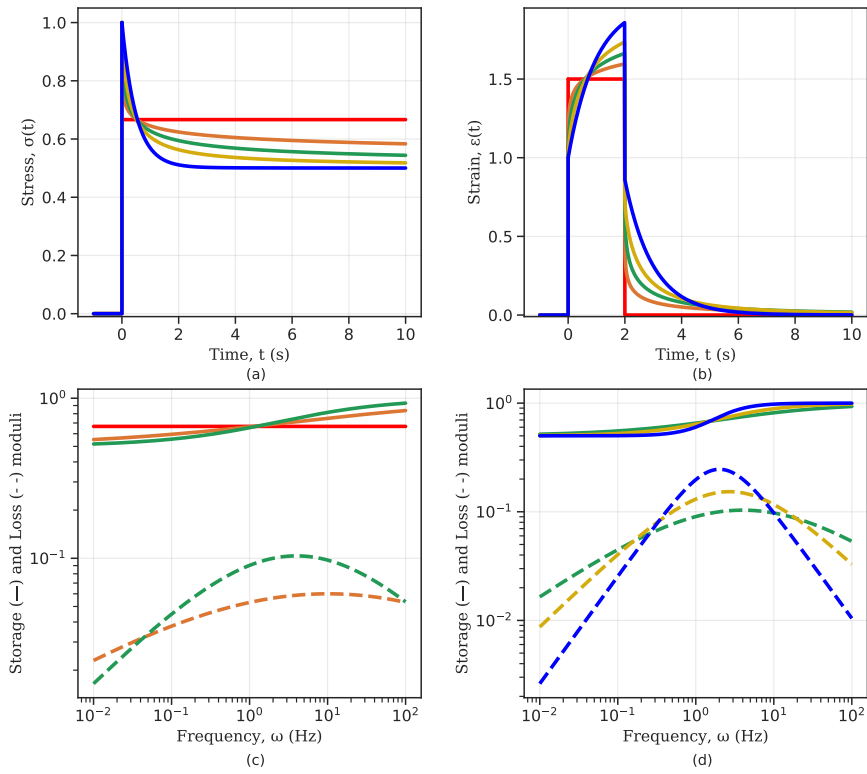 Stress, σ(t)
1.0
0.8
0.6
0.4
0.2
0.0
0 2 4 6 8 10
Time, t (s)
(a)
Strain, ε(t)
1.5
1.0
0.5
0.0
0 2 4 6 8 10
Time, t (s)
(b)
Storage (—) and Loss (- -) moduli
10⁰
10⁻¹
10⁻² 10⁻¹ 10⁰ 10¹ 10²
Frequency, ω (Hz)
(c)
Storage (—) and Loss (- -) moduli
10⁰
10⁻¹
10⁻²
10⁻² 10⁻¹ 10⁰ 10¹ 10²
Frequency, ω (Hz)
(d)